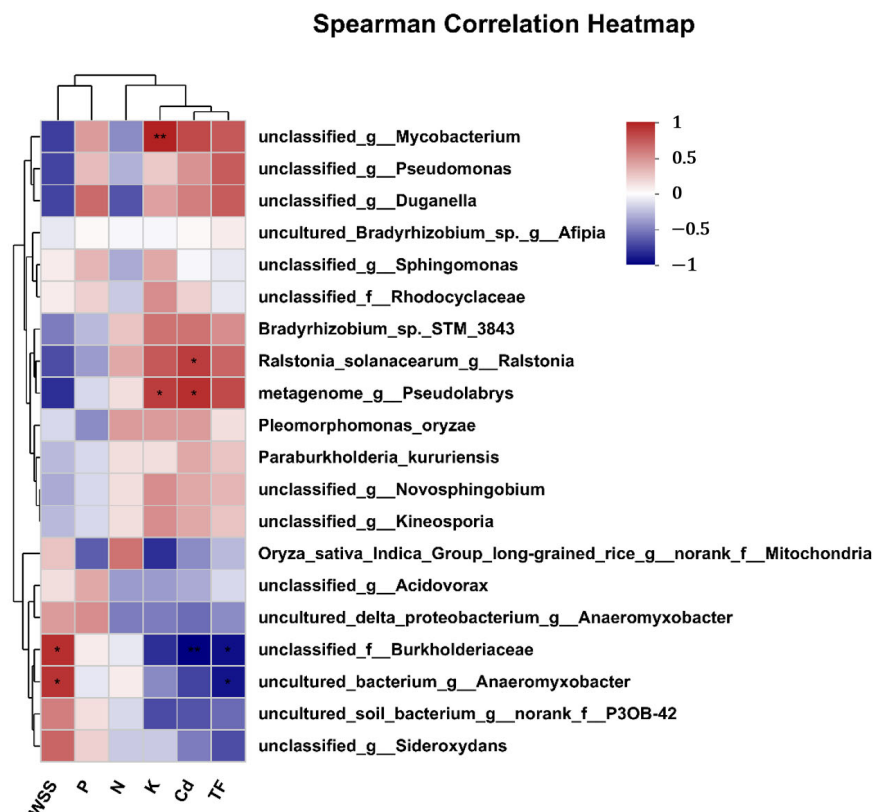 Spearman Correlation Heatmap
unclassified_g__Mycobacterium
unclassified_g__Pseudomonas
unclassified_g__Duganella
uncultured_Bradyrhizobium_sp._g__Afipia
unclassified_g__Sphingomonas
unclassified_f__Rhodocyclaceae
Bradyrhizobium_sp._STM_3843
Ralstonia_solanacearum_g__Ralstonia
metagenome_g__Pseudolabrys
Pleomorphomonas_oryzae
Paraburkholderia_kururiensis
unclassified_g__Novosphingobium
unclassified_g__Kineosporia
Oryza_sativa_Indica_Group_long-grained_rice_g__norank_f__Mitochondria
unclassified_g__Acidovorax
uncultured_delta_proteobacterium_g__Anaeromyxobacter
unclassified_f__Burkholderiaceae
uncultured_bacterium_g__Anaeromyxobacter
uncultured_soil_bacterium_g__norank_f__P3OB-42
unclassified_g__Sideroxydans
1
0.5
0
−0.5
−1
**
*
* *
* ** *
* *
WSS P N K Cd TF